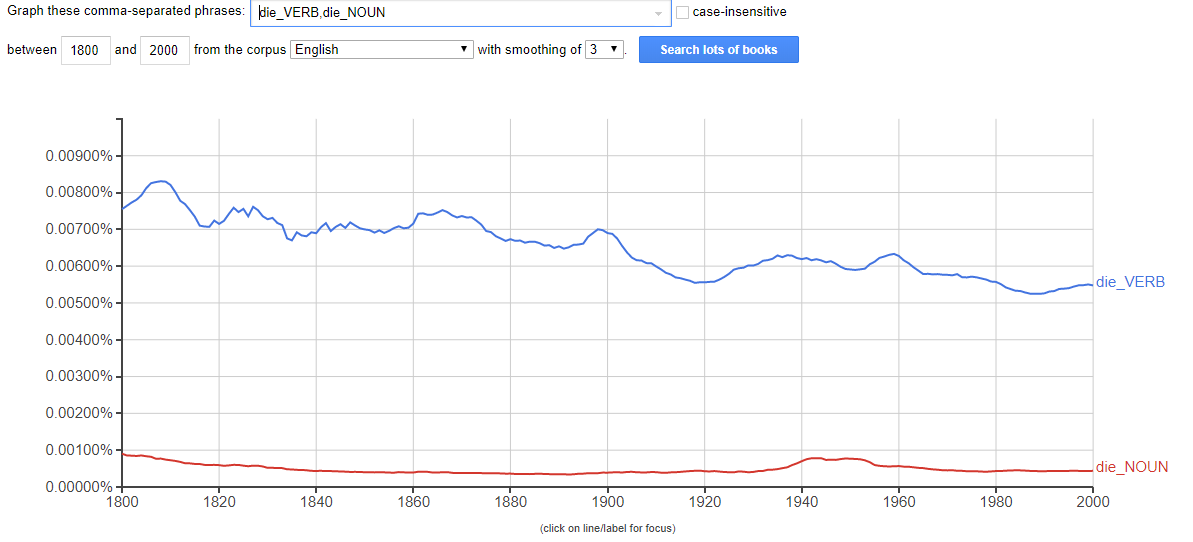 Graph these comma-separated phrases: die_VERB,die_NOUN case-insensitive
between 1800 and 2000 from the corpus English with smoothing of 3 . Search lots of books
0.00900%
0.00800%
0.00700%
0.00600%
0.00500%
0.00400%
0.00300%
0.00200%
0.00100%
0.00000%
die_VERB
die_NOUN
1800 1820 1840 1860 1880 1900 1920 1940 1960 1980 2000
(click on line/label for focus)